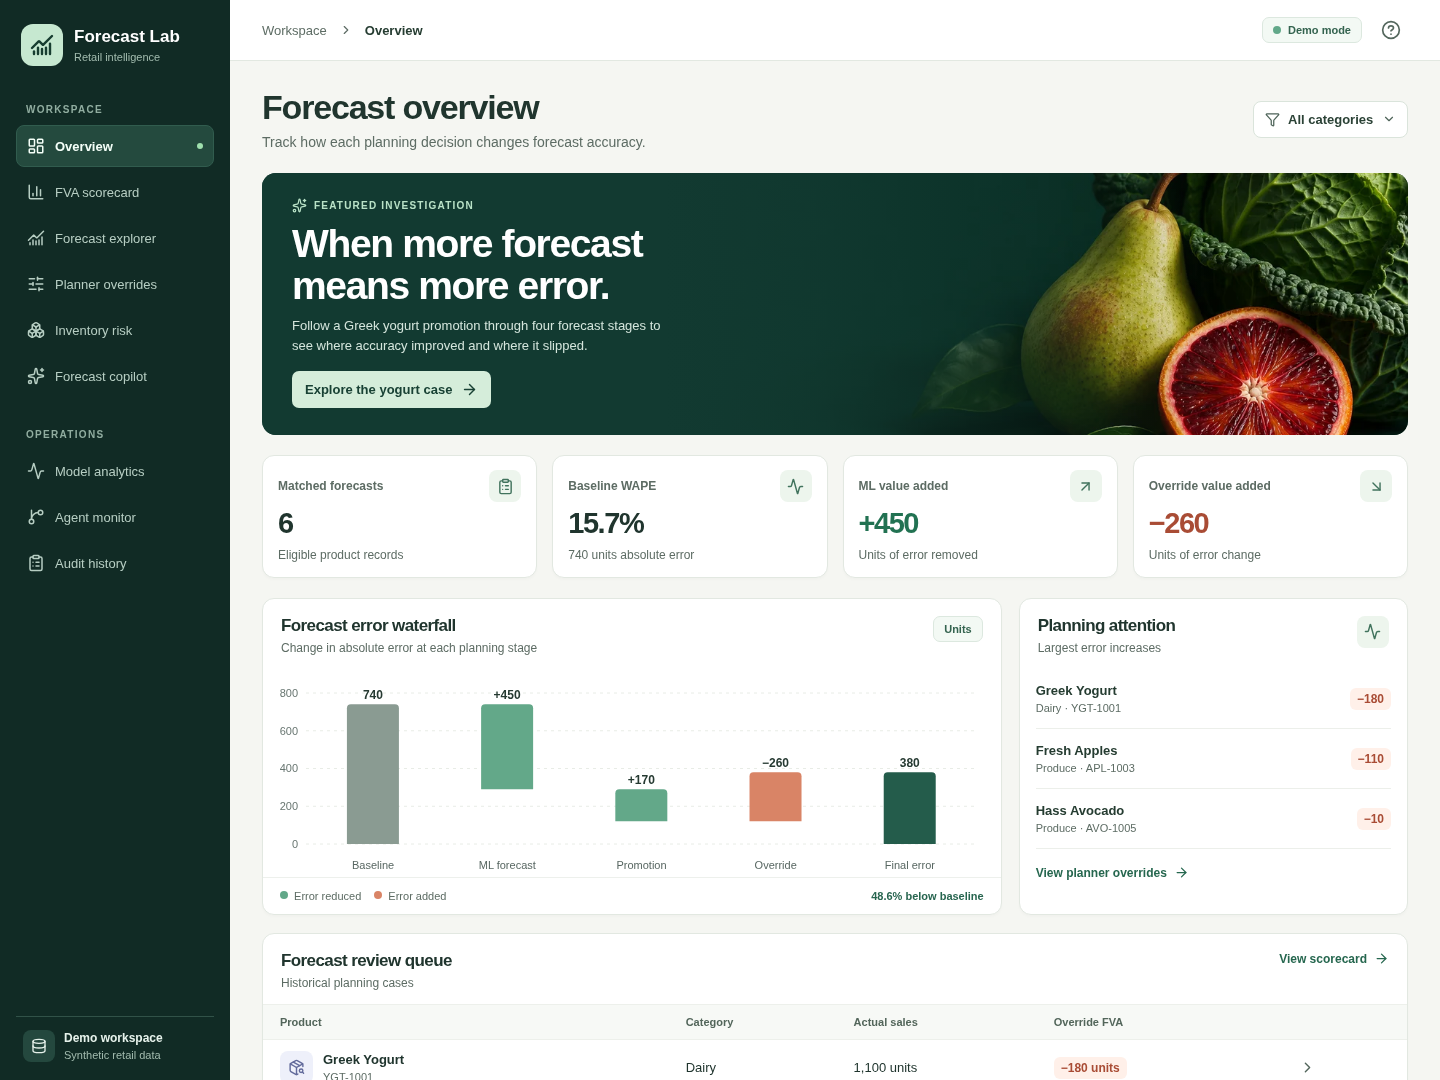 Forecast Lab
Retail intelligence
WORKSPACE
Overview
FVA scorecard
Forecast explorer
Planner overrides
Inventory risk
Forecast copilot
OPERATIONS
Model analytics
Agent monitor
Audit history
Demo workspace
Synthetic retail data
Workspace
Overview
Demo mode
Forecast overview
Track how each planning decision changes forecast accuracy.
All categories
FEATURED INVESTIGATION
When more forecast
means more error.
Follow a Greek yogurt promotion through four forecast stages to
see where accuracy improved and where it slipped.
Explore the yogurt case
Matched forecasts
6
Eligible product records
Baseline WAPE
15.7%
740 units absolute error
ML value added
+450
Units of error removed
Override value added
−260
Units of error change
Forecast error waterfall
Change in absolute error at each planning stage
Units
800
600
400
200
0
740
+450
+170
−260
380
Baseline
ML forecast
Promotion
Override
Final error
Error reduced
Error added
48.6% below baseline
Planning attention
Largest error increases
Greek Yogurt
Dairy · YGT-1001
−180
Fresh Apples
Produce · APL-1003
−110
Hass Avocado
Produce · AVO-1005
−10
View planner overrides
Forecast review queue
Historical planning cases
View scorecard
Product Category Actual sales Override FVA
Greek Yogurt
YGT-1001
Dairy
1,100 units
−180 units